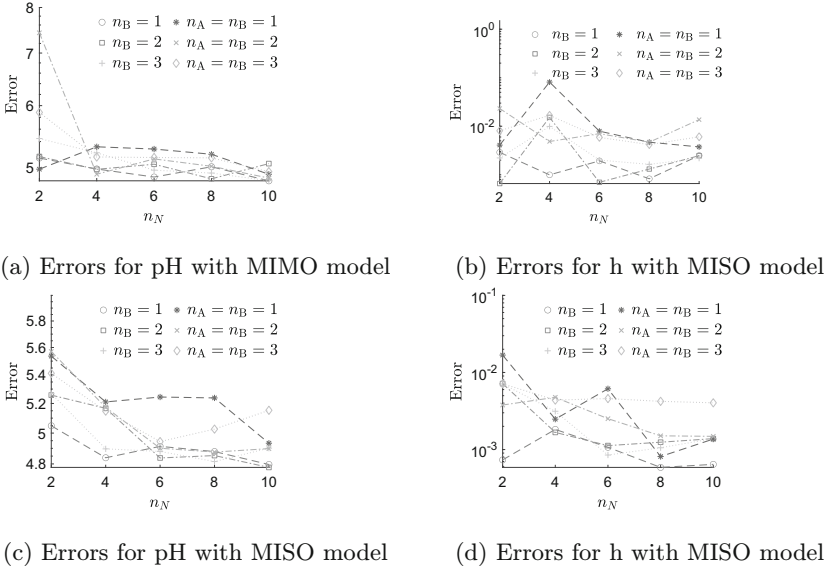 8
7
6
5
Error
2 4 6 8 10
n_N
n_B = 1 n_A = n_B = 1
n_B = 2 n_A = n_B = 2
n_B = 3 n_A = n_B = 3
(a) Errors for pH with MIMO model
10^0
10^-2
Error
2 4 6 8 10
n_N
n_B = 1 n_A = n_B = 1
n_B = 2 n_A = n_B = 2
n_B = 3 n_A = n_B = 3
(b) Errors for h with MISO model
5.8
5.6
5.4
5.2
5
4.8
Error
2 4 6 8 10
n_N
n_B = 1 n_A = n_B = 1
n_B = 2 n_A = n_B = 2
n_B = 3 n_A = n_B = 3
(c) Errors for pH with MISO model
10^-1
10^-2
10^-3
Error
2 4 6 8 10
n_N
n_B = 1 n_A = n_B = 1
n_B = 2 n_A = n_B = 2
n_B = 3 n_A = n_B = 3
(d) Errors for h with MISO model